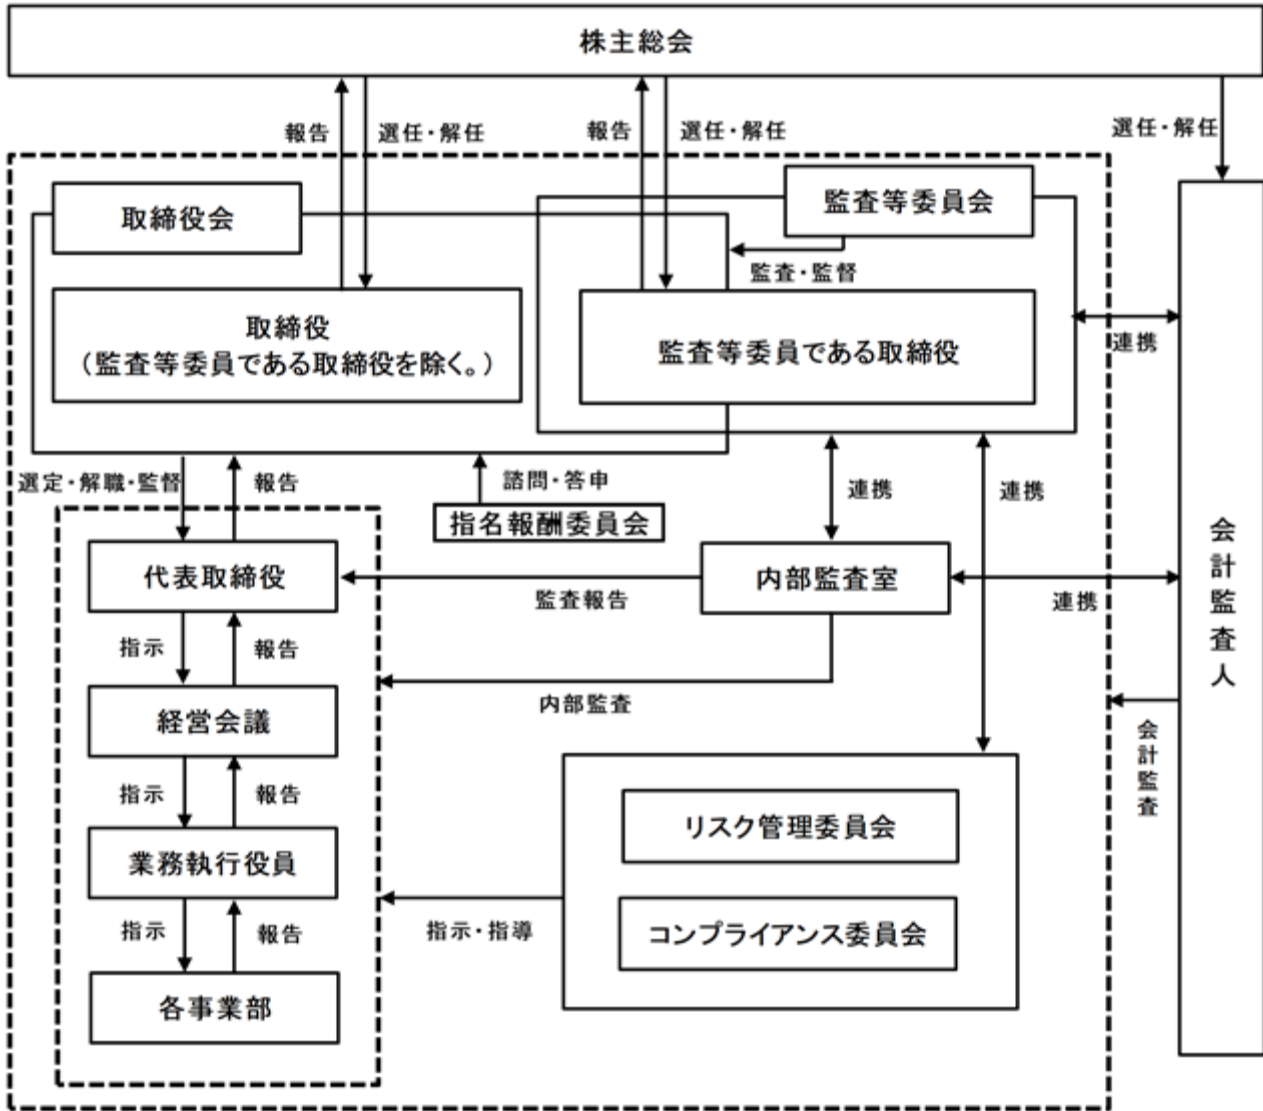 株主総会
報告
選任・解任
報告
選任・解任
選任・解任
取締役会
監査等委員会
監査・監督
取締役
（監査等委員である取締役を除く。）
監査等委員である取締役
連携
選定・解職・監督
報告
諮問・答申
指名報酬委員会
連携
連携
代表取締役
監査報告
内部監査室
連携
会計監査人
指示
報告
内部監査
経営会議
会計監査
指示
報告
リスク管理委員会
業務執行役員
指示・指導
コンプライアンス委員会
指示
報告
各事業部